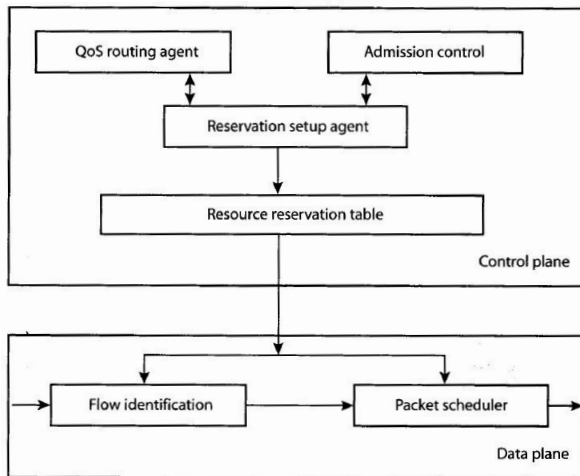 QoS routing agent
Admission control
Reservation setup agent
Resource reservation table
Control plane
Flow identification
Packet scheduler
Data plane